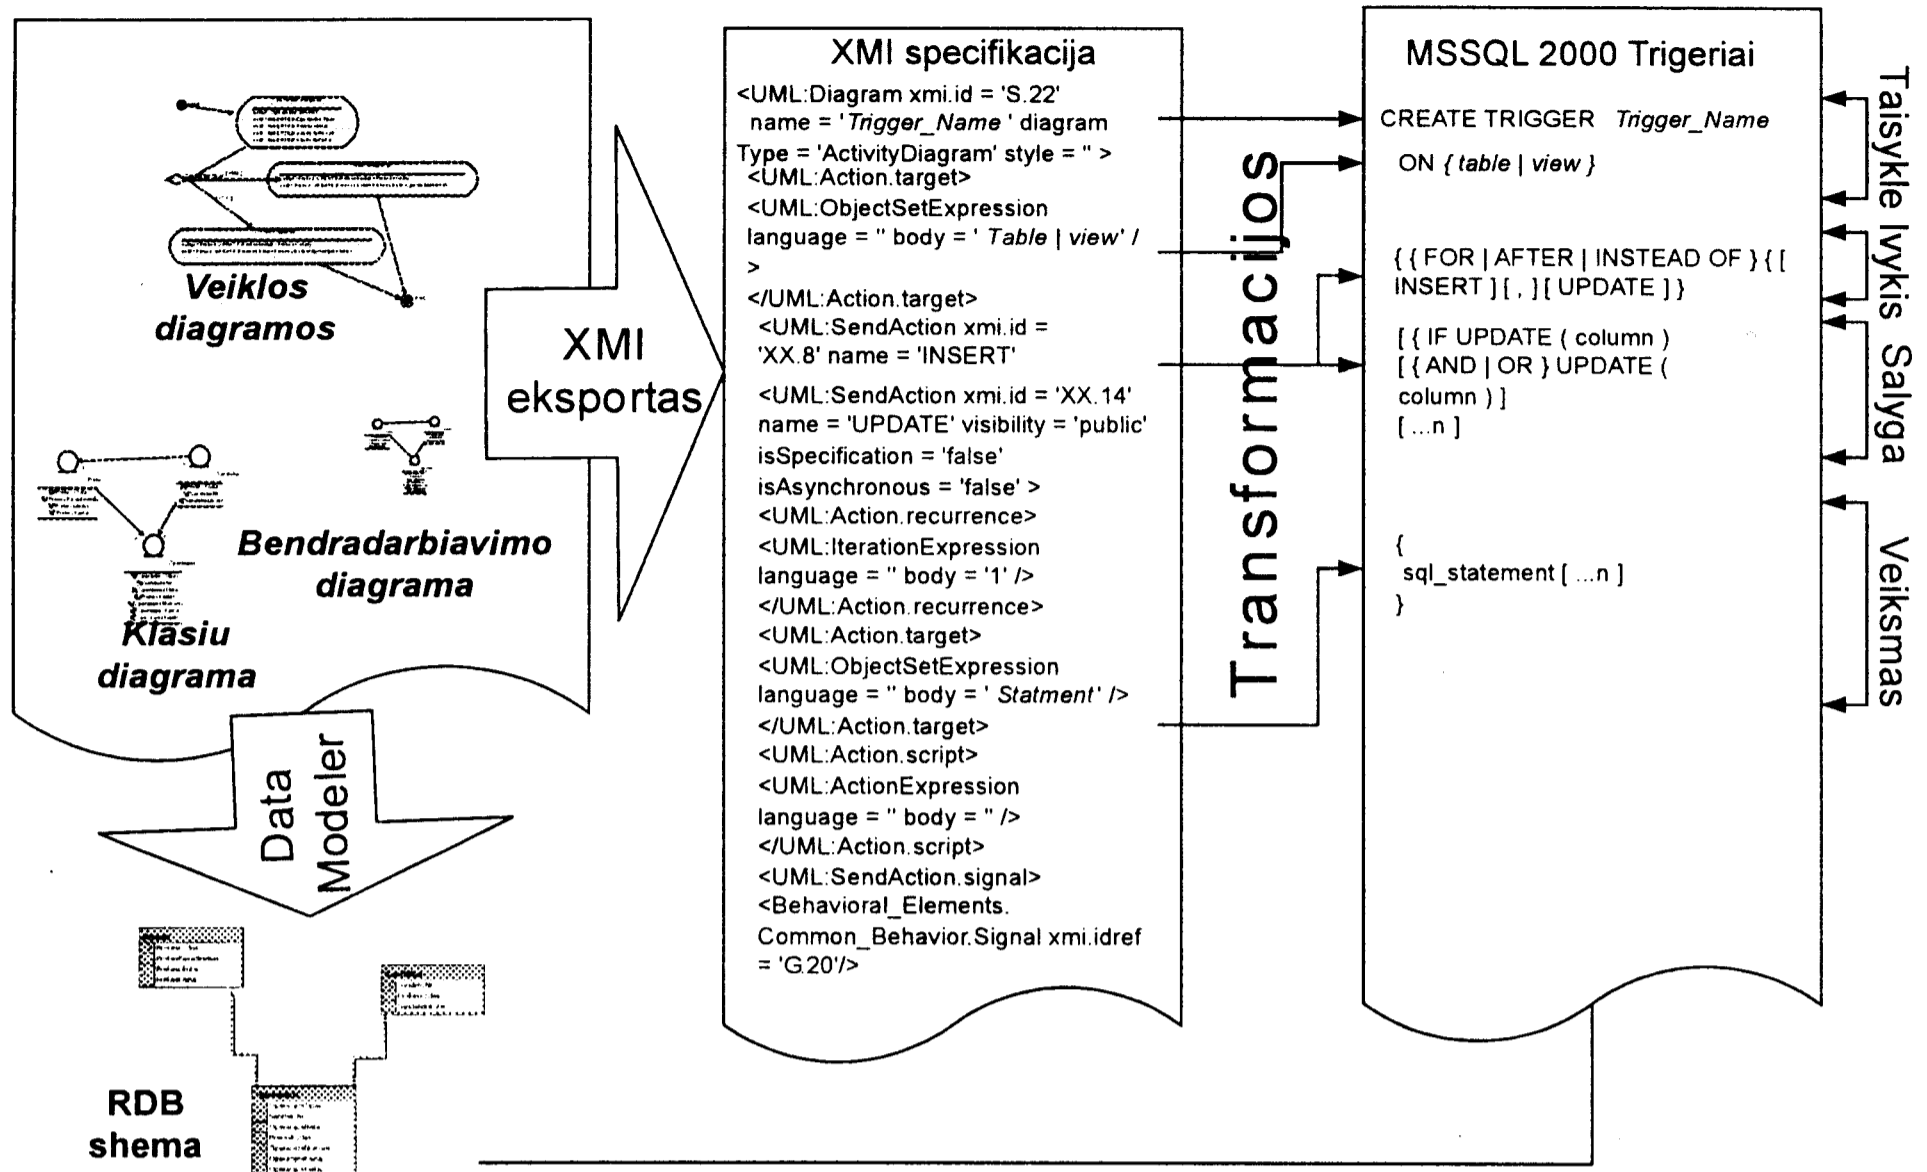 Veiklos
diagramos
Bendradarbiavimo
diagrama
Klasiu
diagrama
XMI
eksportas
Data
Modeler
RDB
shema
XMI specifikacija
<UML:Diagram xmi.id = 'S.22'
name = 'Trigger_Name ' diagram
Type = 'ActivityDiagram' style = '' >
<UML:Action.target>
<UML:ObjectSetExpression
language = '' body = ' Table | view' /
>
</UML:Action.target>
<UML:SendAction xmi.id =
'XX.8' name = 'INSERT'
<UML:SendAction xmi.id = 'XX.14'
name = 'UPDATE' visibility = 'public'
isSpecification = 'false'
isAsynchronous = 'false' >
<UML:Action.recurrence>
<UML:IterationExpression
language = '' body = '1' />
</UML:Action.recurrence>
<UML:Action.target>
<UML:ObjectSetExpression
language = '' body = ' Statment' />
</UML:Action.target>
<UML:Action.script>
<UML:ActionExpression
language = '' body = '' />
</UML:Action.script>
<UML:SendAction.signal>
<Behavioral_Elements.
Common_Behavior.Signal xmi.idref
= 'G.20'/>
Transformacijos
MSSQL 2000 Trigeriai
CREATE TRIGGER Trigger_Name
ON { table | view }
{ { FOR | AFTER | INSTEAD OF } { [
INSERT ] [ , ] [ UPDATE ] }
[ { IF UPDATE ( column )
[ { AND | OR } UPDATE (
column ) ]
[ ...n ]
{
sql_statement [ ...n ]
}
Taisykle
Ivykis
Salyga
Veiksmas